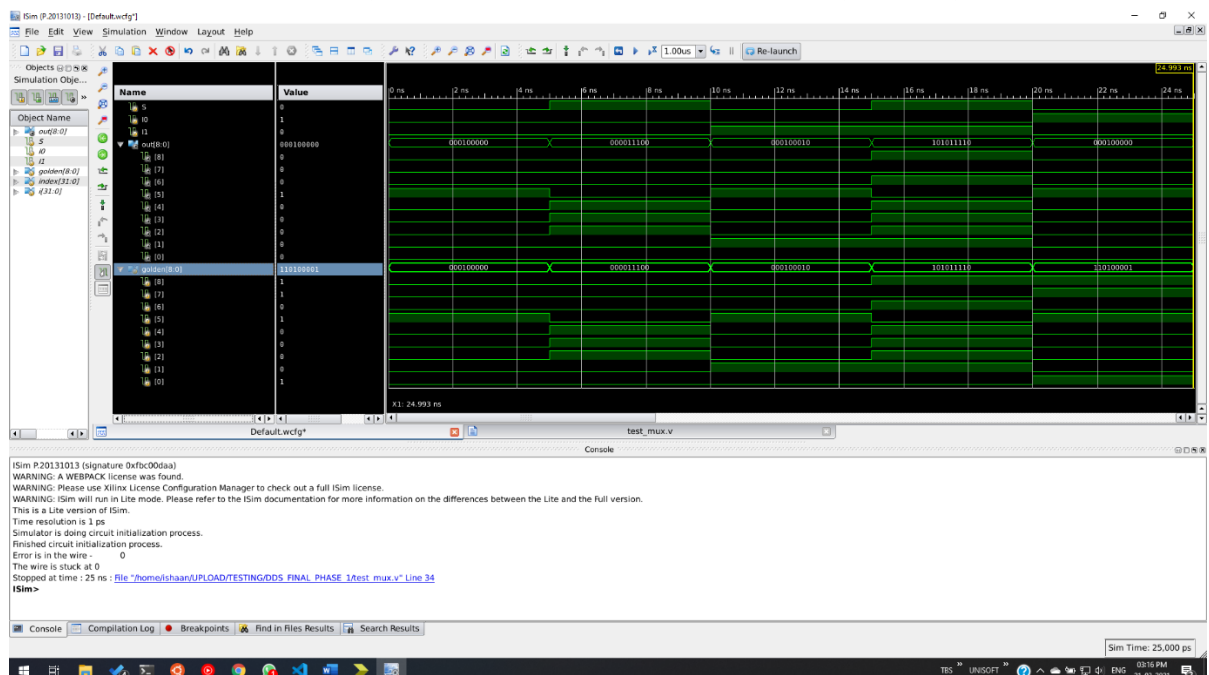 ISim (P.20131013) - [Default.wcfg*]
File Edit View Simulation Window Layout Help
1.00us Re-launch
Objects
Simulation Obje...
Object Name
out[8:0]
S
I0
I1
golden[8:0]
index[31:0]
i[31:0]
Name Value
S 0
I0 1
I1 0
out[8:0] 000100000
[8] 0
[7] 0
[6] 0
[5] 1
[4] 0
[3] 0
[2] 0
[1] 0
[0] 0
golden[8:0] 110100001
[8] 1
[7] 1
[6] 0
[5] 1
[4] 0
[3] 0
[2] 0
[1] 0
[0] 1
24.993 ns
0 ns 2 ns 4 ns 6 ns 8 ns 10 ns 12 ns 14 ns 16 ns 18 ns 20 ns 22 ns 24 ns
000100000 000011100 000100010 101011110 000100000
000100000 000011100 000100010 101011110 110100001
X1: 24.993 ns
Default.wcfg* test_mux.v
Console
ISim P.20131013 (signature 0xfbc00daa)
WARNING: A WEBPACK license was found.
WARNING: Please use Xilinx License Configuration Manager to check out a full ISim license.
WARNING: ISim will run in Lite mode. Please refer to the ISim documentation for more information on the differences between the Lite and the Full version.
This is a Lite version of ISim.
Time resolution is 1 ps
Simulator is doing circuit initialization process.
Finished circuit initialization process.
Error is in the wire - 0
The wire is stuck at 0
Stopped at time : 25 ns : File "/home/ishaan/UPLOAD/TESTING/DDS_FINAL_PHASE_1/test_mux.v" Line 34
ISim>
Console Compilation Log Breakpoints Find in Files Results Search Results
Sim Time: 25,000 ps
TBS UNISOFT ENG 03:16 PM